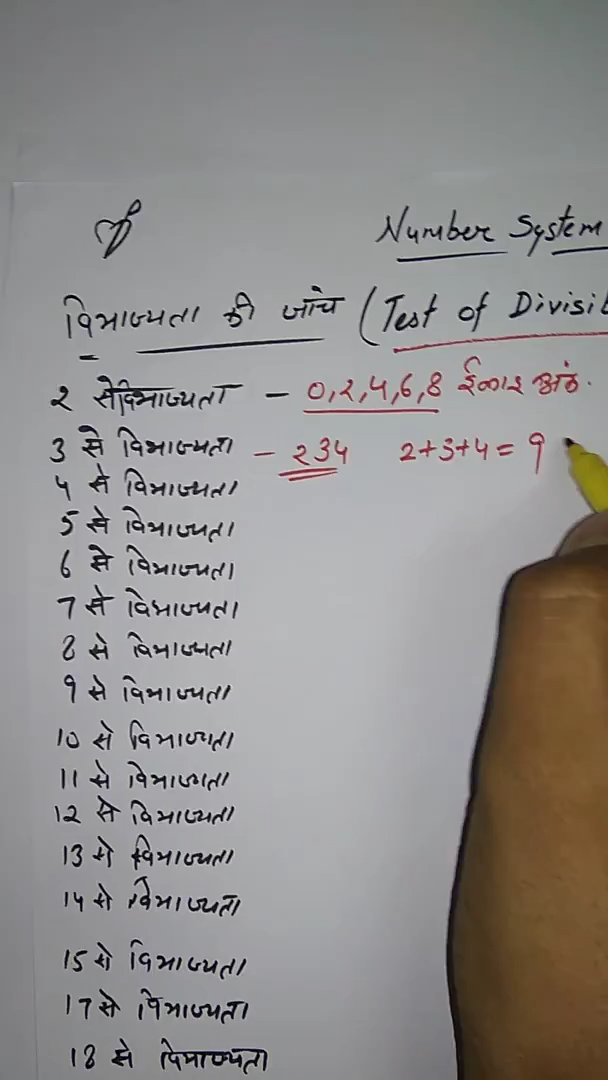 Number System
विभाज्यता की जाँच (Test of Divisib
2 से विभाज्यता - 0,2,4,6,8 ईकाई अंक.
3 से विभाज्यता - 234 2+3+4=9
4 से विभाज्यता
5 से विभाज्यता
6 से विभाज्यता
7 से विभाज्यता
8 से विभाज्यता
9 से विभाज्यता
10 से विभाज्यता
11 से विभाज्यता
12 से विभाज्यता
13 से विभाज्यता
14 से विभाज्यता
15 से विभाज्यता
17 से विभाज्यता
18 से विभाज्यता